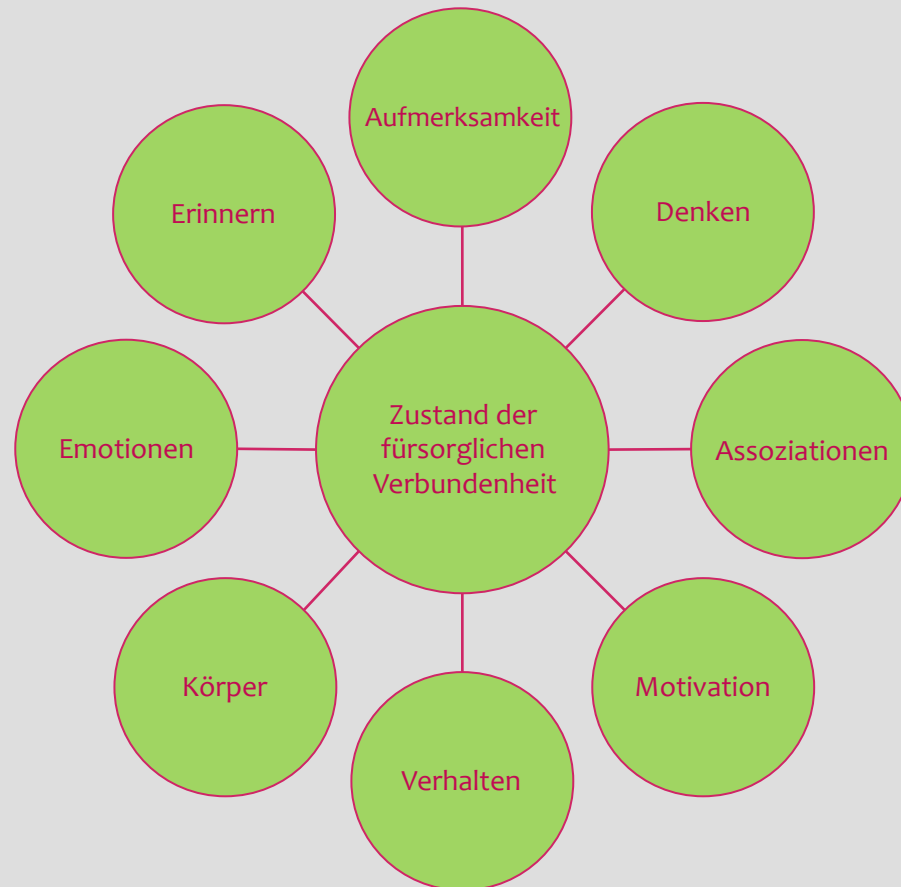 Aufmerksamkeit
Erinnern
Denken
Zustand der
fürsorglichen
Verbundenheit
Emotionen
Assoziationen
Körper
Motivation
Verhalten